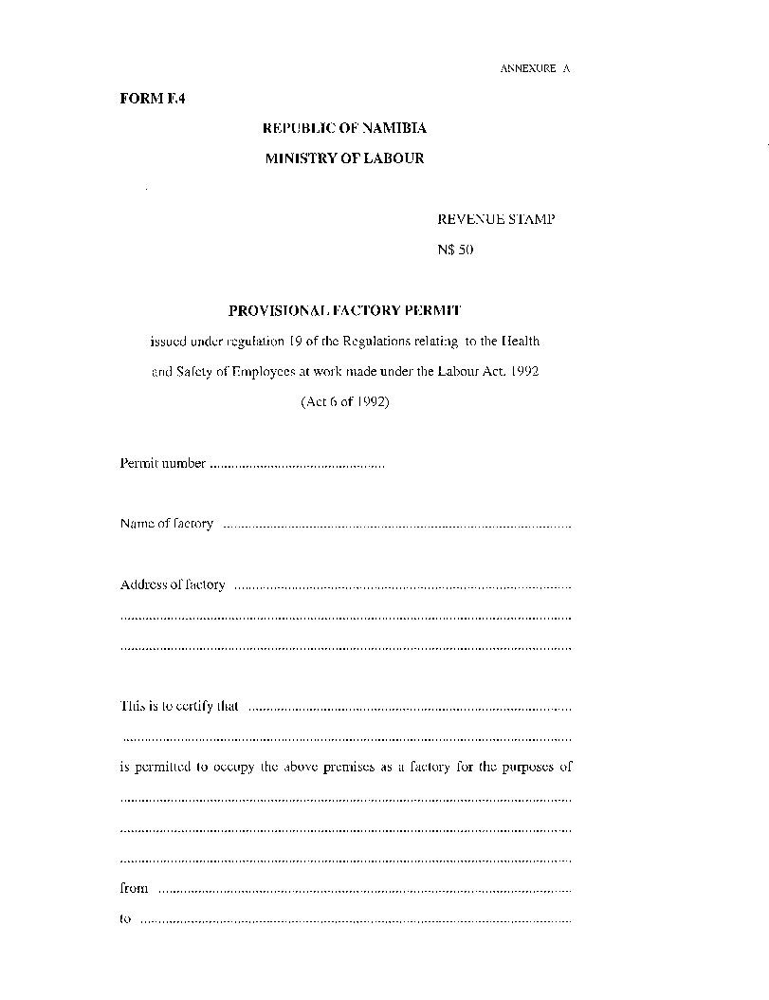 ANNEXURE A
FORM F.4
REPUBLIC OF NAMIBIA
MINISTRY OF LABOUR
REVENUE STAMP
N$ 50
PROVISIONAL FACTORY PERMIT
issued under regulation 19 of the Regulations relating to the Health
and Safety of Employees at work made under the Labour Act, 1992
(Act 6 of 1992)
Permit number .................................................
Name of factory .................................................................................................
Address of factory ..............................................................................................
..............................................................................................................................
..............................................................................................................................
This is to certify that ..........................................................................................
.............................................................................................................................
is permitted to occupy the above premises as a factory for the purposes of
..............................................................................................................................
..............................................................................................................................
..............................................................................................................................
from ...................................................................................................................
to ........................................................................................................................